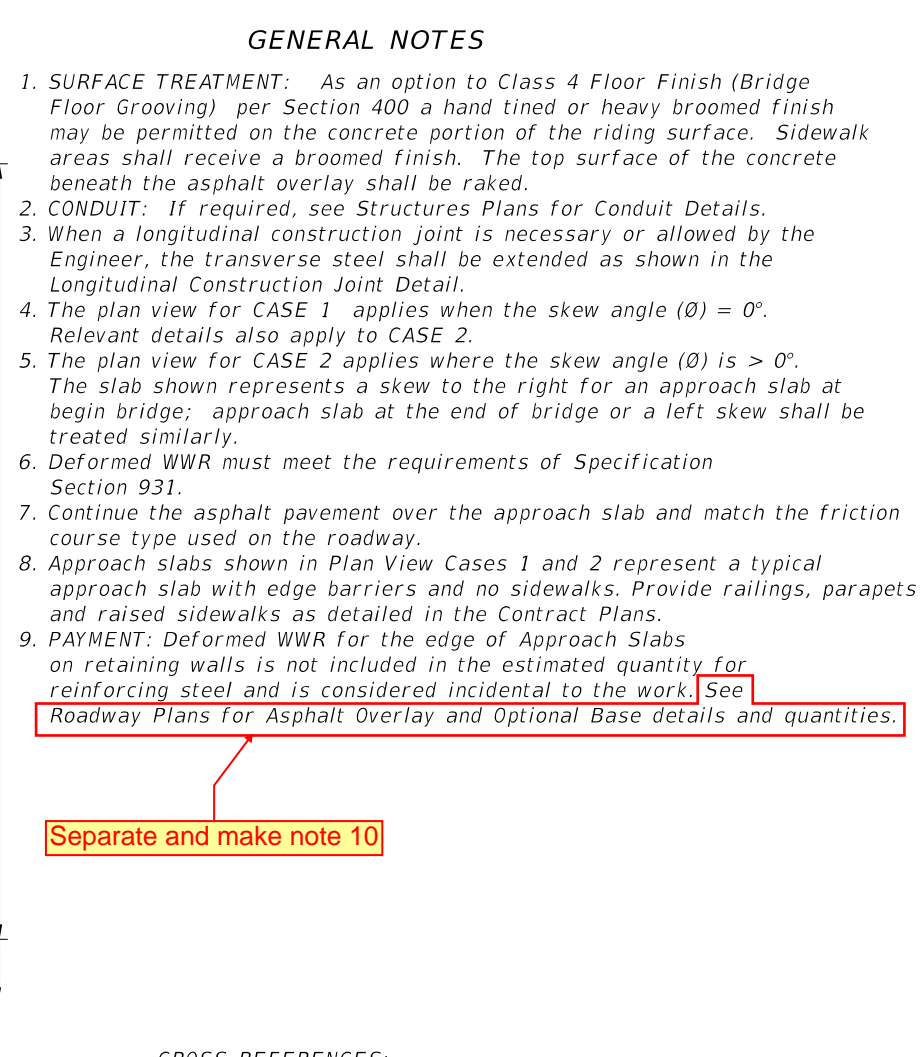 GENERAL NOTES
1. SURFACE TREATMENT: As an option to Class 4 Floor Finish (Bridge
Floor Grooving) per Section 400 a hand tined or heavy broomed finish
may be permitted on the concrete portion of the riding surface. Sidewalk
areas shall receive a broomed finish. The top surface of the concrete
beneath the asphalt overlay shall be raked.
2. CONDUIT: If required, see Structures Plans for Conduit Details.
3. When a longitudinal construction joint is necessary or allowed by the
Engineer, the transverse steel shall be extended as shown in the
Longitudinal Construction Joint Detail.
4. The plan view for CASE 1 applies when the skew angle (Ø) = 0°.
Relevant details also apply to CASE 2.
5. The plan view for CASE 2 applies where the skew angle (Ø) is > 0°.
The slab shown represents a skew to the right for an approach slab at
begin bridge; approach slab at the end of bridge or a left skew shall be
treated similarly.
6. Deformed WWR must meet the requirements of Specification
Section 931.
7. Continue the asphalt pavement over the approach slab and match the friction
course type used on the roadway.
8. Approach slabs shown in Plan View Cases 1 and 2 represent a typical
approach slab with edge barriers and no sidewalks. Provide railings, parapets
and raised sidewalks as detailed in the Contract Plans.
9. PAYMENT: Deformed WWR for the edge of Approach Slabs
on retaining walls is not included in the estimated quantity for
reinforcing steel and is considered incidental to the work. See
Roadway Plans for Asphalt Overlay and Optional Base details and quantities.
Separate and make note 10
CROSS REFERENCES: